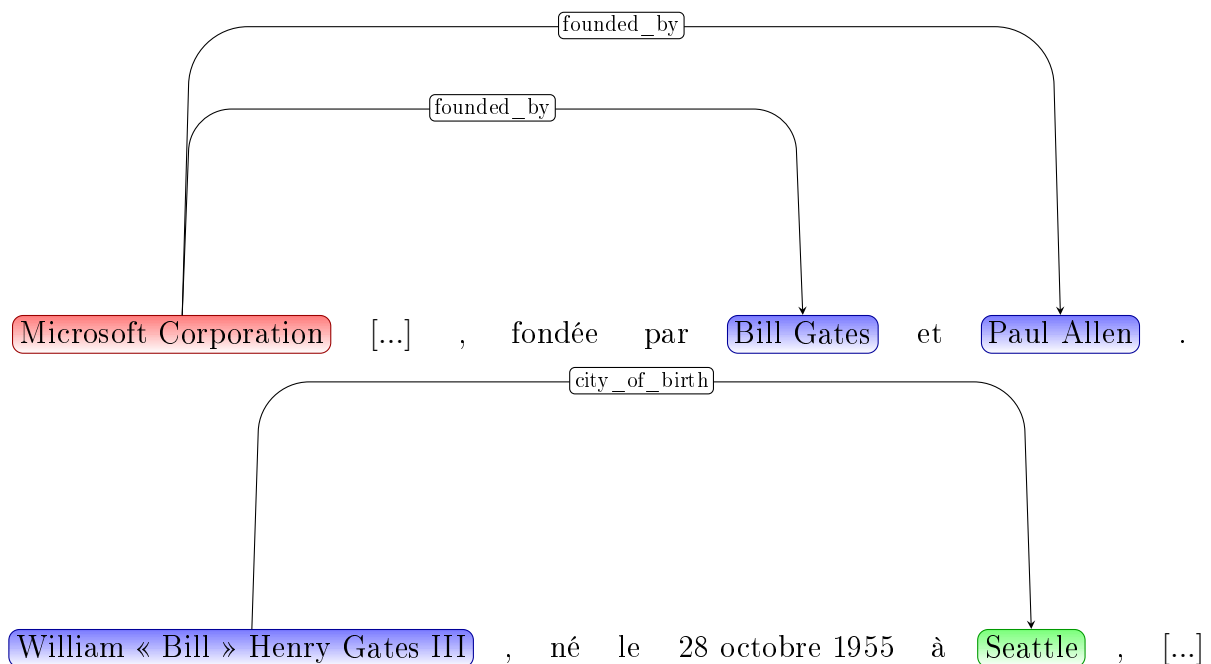 founded_by
founded_by
Microsoft Corporation [...] , fondée par Bill Gates et Paul Allen .
city_of_birth
William « Bill » Henry Gates III , né le 28 octobre 1955 à Seattle , [...]